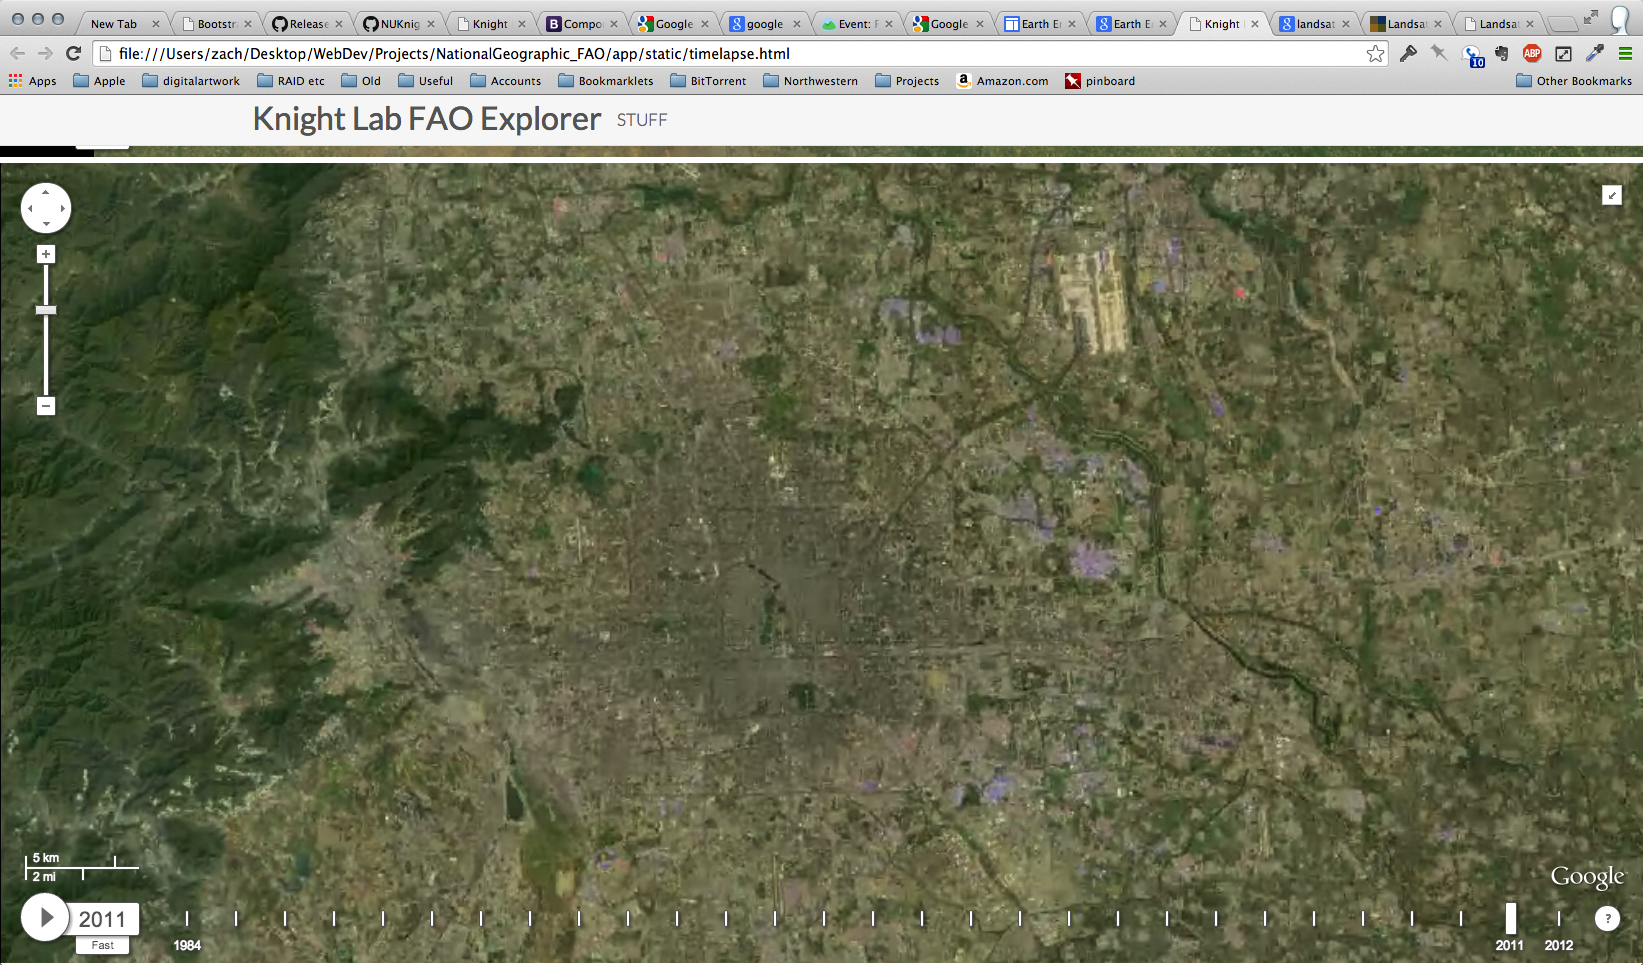 New Tab
Bootstr
Release
NUKnig
Knight
Compo
Google
google
Event: F
Google
Earth En
Earth E
Knight
landsat
Landsat
Landsat
file:///Users/zach/Desktop/WebDev/Projects/NationalGeographic_FAO/app/static/timelapse.html
10
ABP
Apps
Apple
digitalartwork
RAID etc
Old
Useful
Accounts
Bookmarklets
BitTorrent
Northwestern
Projects
Amazon.com
pinboard
Other Bookmarks
Knight Lab FAO Explorer STUFF
5 km
2 mi
Google
2011
Fast
1984
2011
2012
?